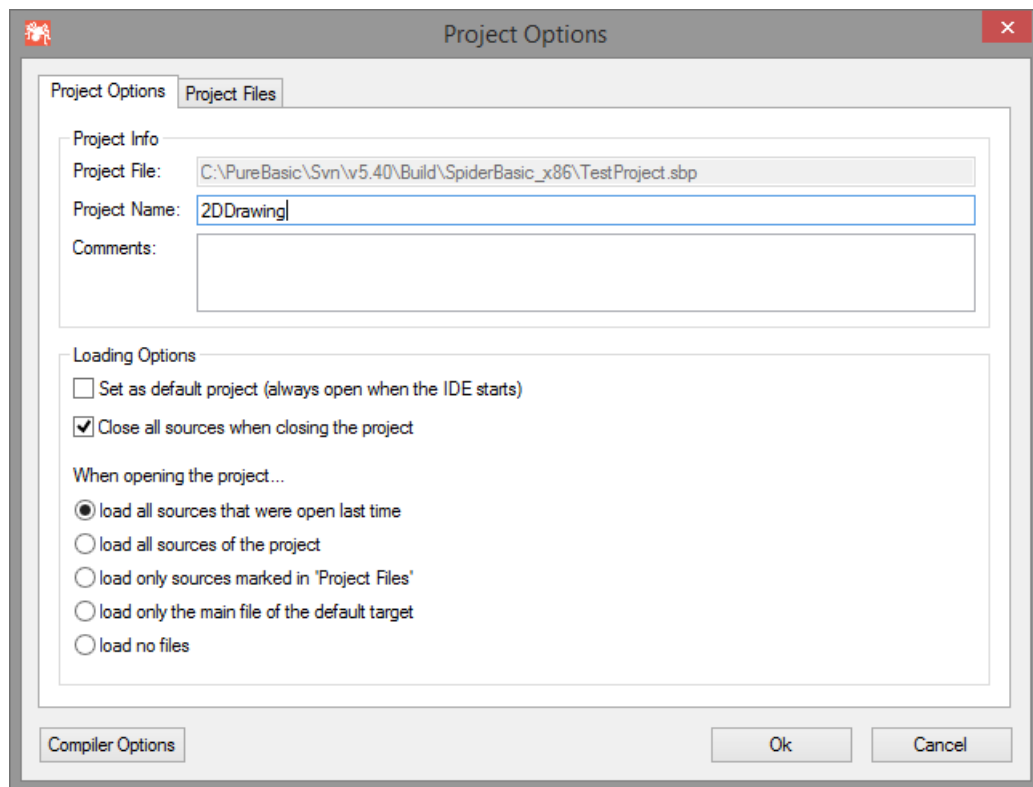 Project Options
Project Options
Project Files
Project Info
Project File: C:\PureBasic\Svn\v5.40\Build\SpiderBasic_x86\TestProject.sbp
Project Name: 2DDrawing
Comments:
Loading Options
Set as default project (always open when the IDE starts)
Close all sources when closing the project
When opening the project...
load all sources that were open last time
load all sources of the project
load only sources marked in 'Project Files'
load only the main file of the default target
load no files
Compiler Options
Ok
Cancel